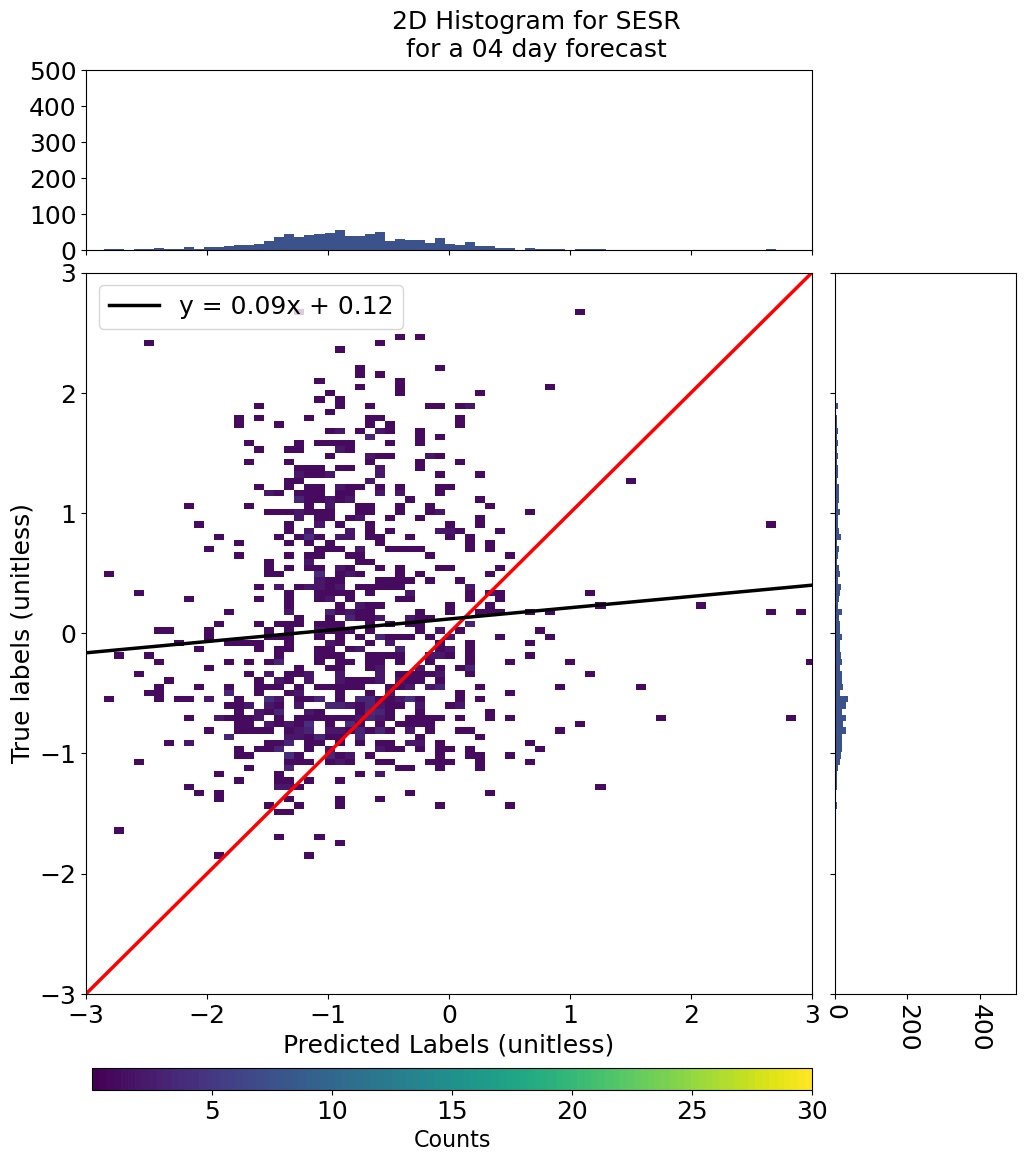 2D Histogram for SESR
for a 04 day forecast
500
400
300
200
100
0
3
2
1
0
−1
−2
−3
True labels (unitless)
y = 0.09x + 0.12
−3 −2 −1 0 1 2 3
Predicted Labels (unitless)
0 200 400
5 10 15 20 25 30
Counts